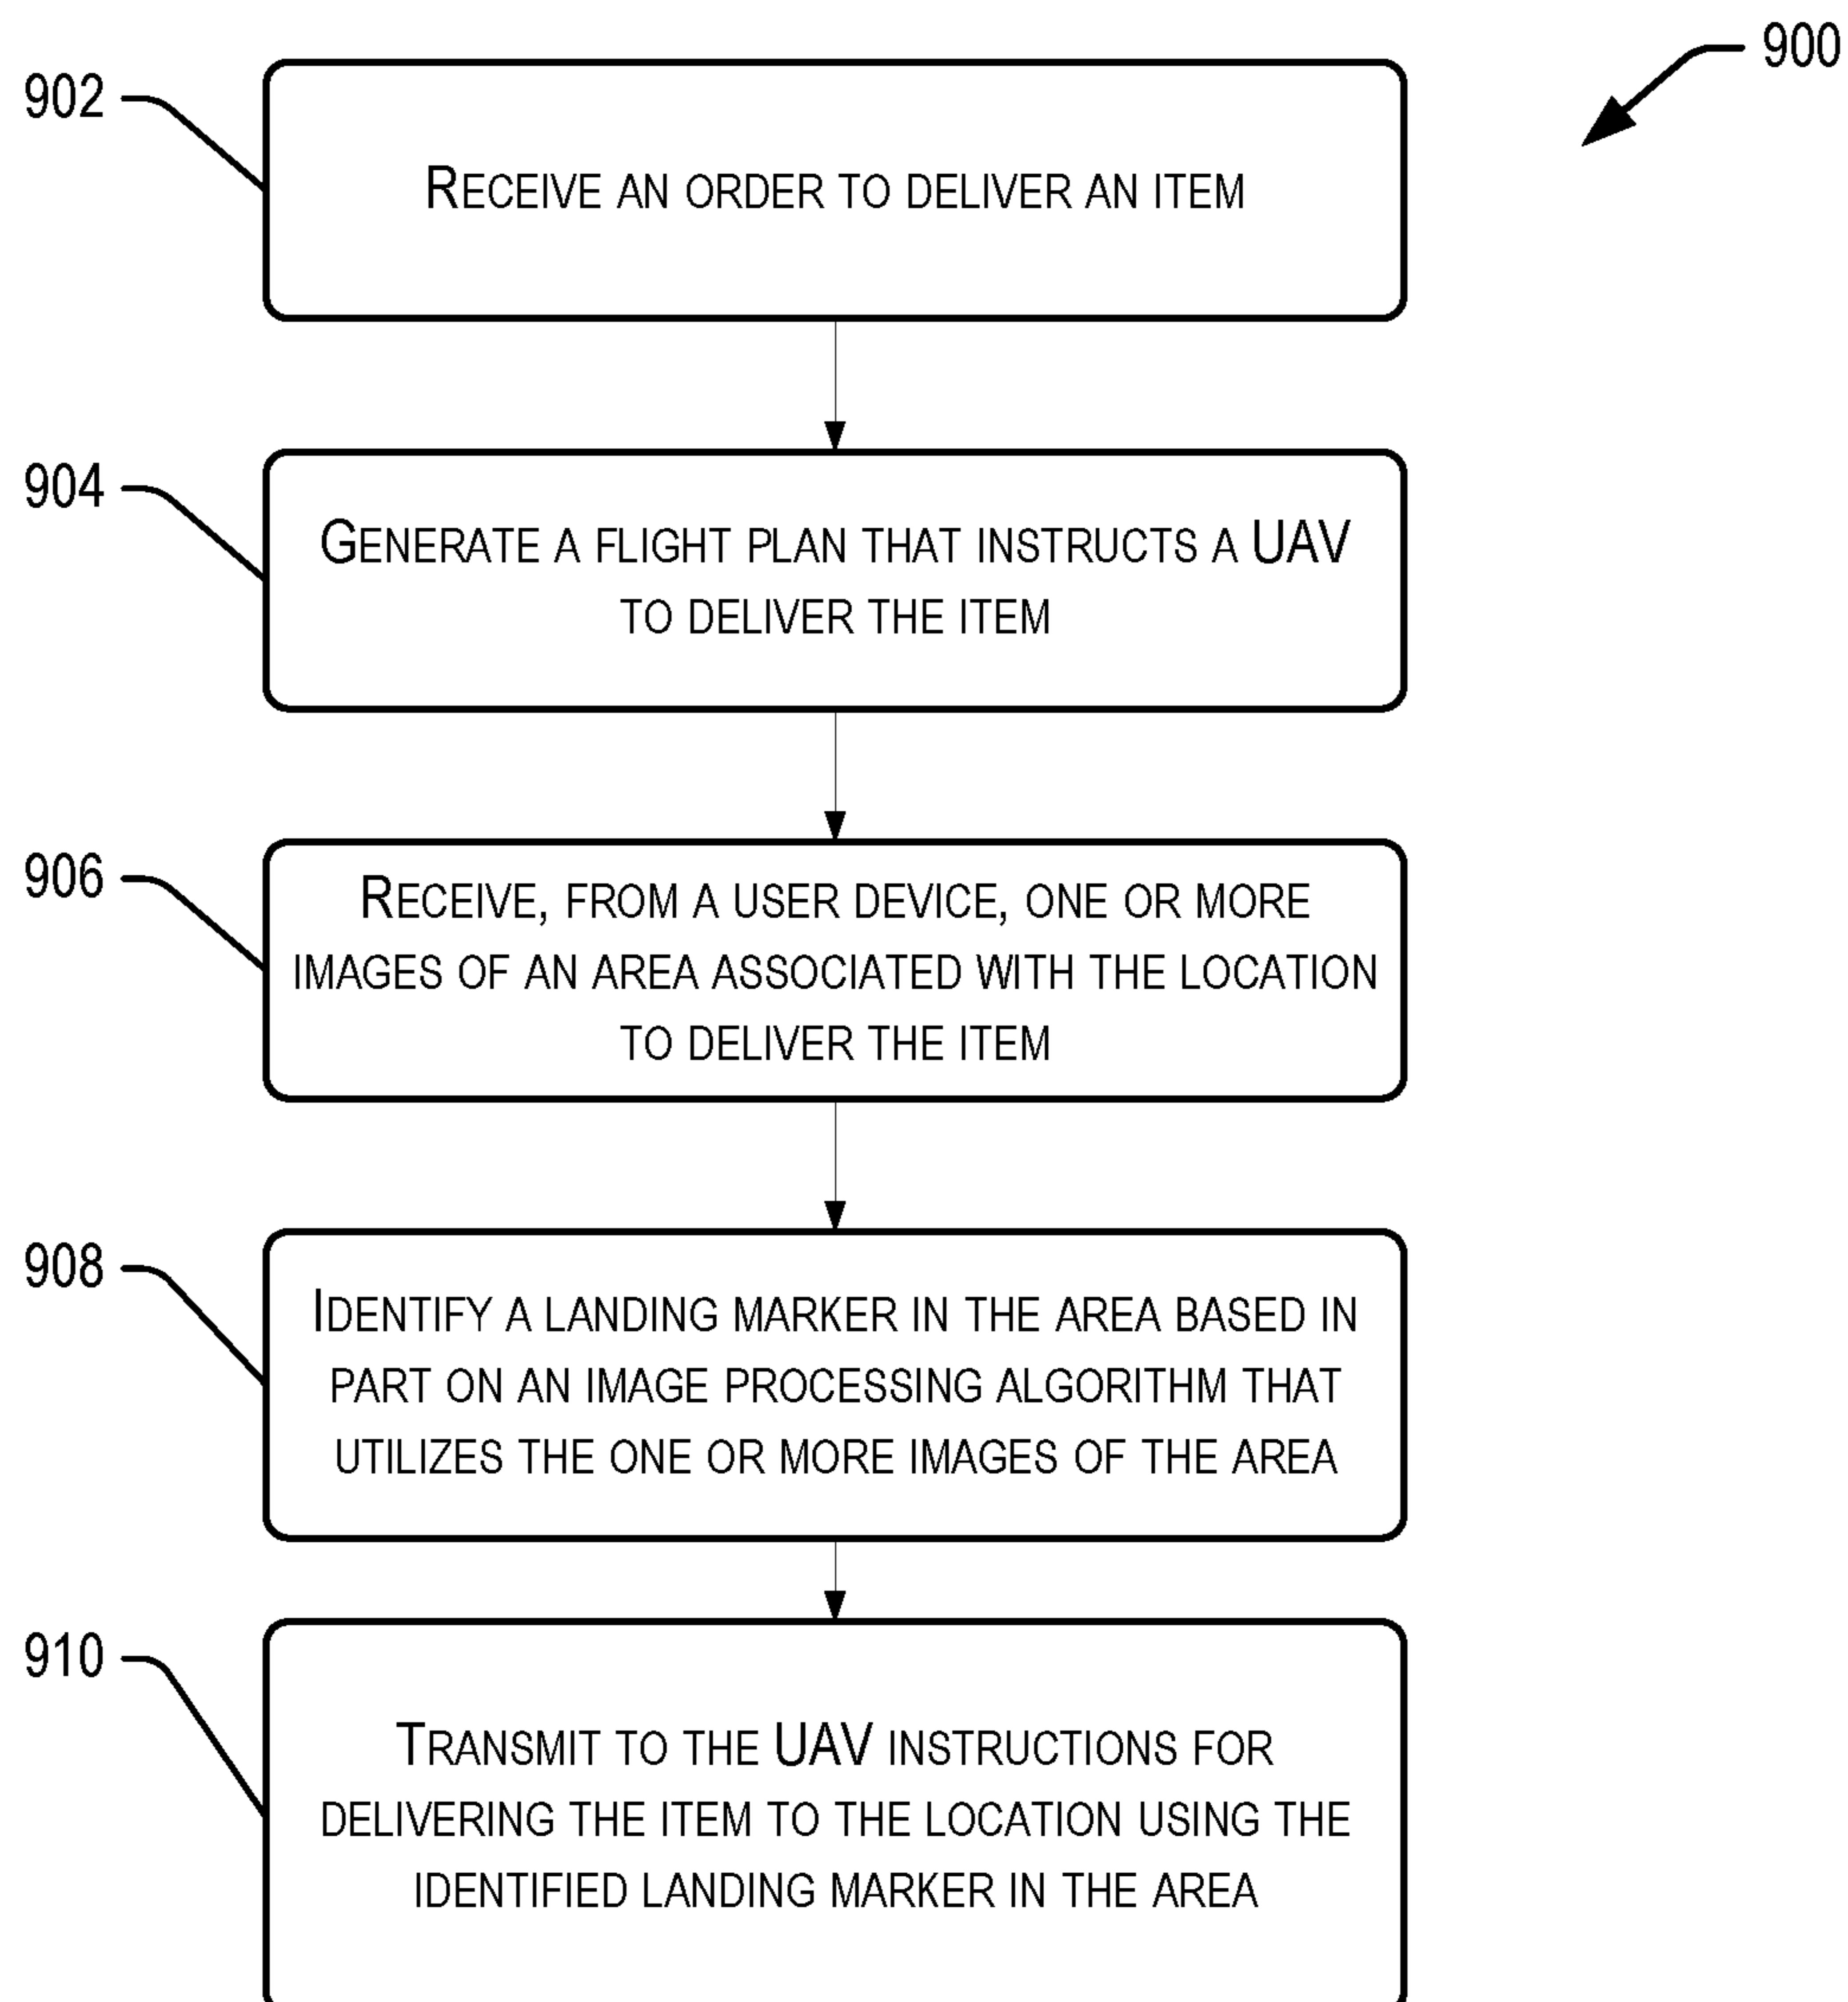 900
902
RECEIVE AN ORDER TO DELIVER AN ITEM
904
GENERATE A FLIGHT PLAN THAT INSTRUCTS A UAV
TO DELIVER THE ITEM
906
RECEIVE, FROM A USER DEVICE, ONE OR MORE
IMAGES OF AN AREA ASSOCIATED WITH THE LOCATION
TO DELIVER THE ITEM
908
IDENTIFY A LANDING MARKER IN THE AREA BASED IN
PART ON AN IMAGE PROCESSING ALGORITHM THAT
UTILIZES THE ONE OR MORE IMAGES OF THE AREA
910
TRANSMIT TO THE UAV INSTRUCTIONS FOR
DELIVERING THE ITEM TO THE LOCATION USING THE
IDENTIFIED LANDING MARKER IN THE AREA